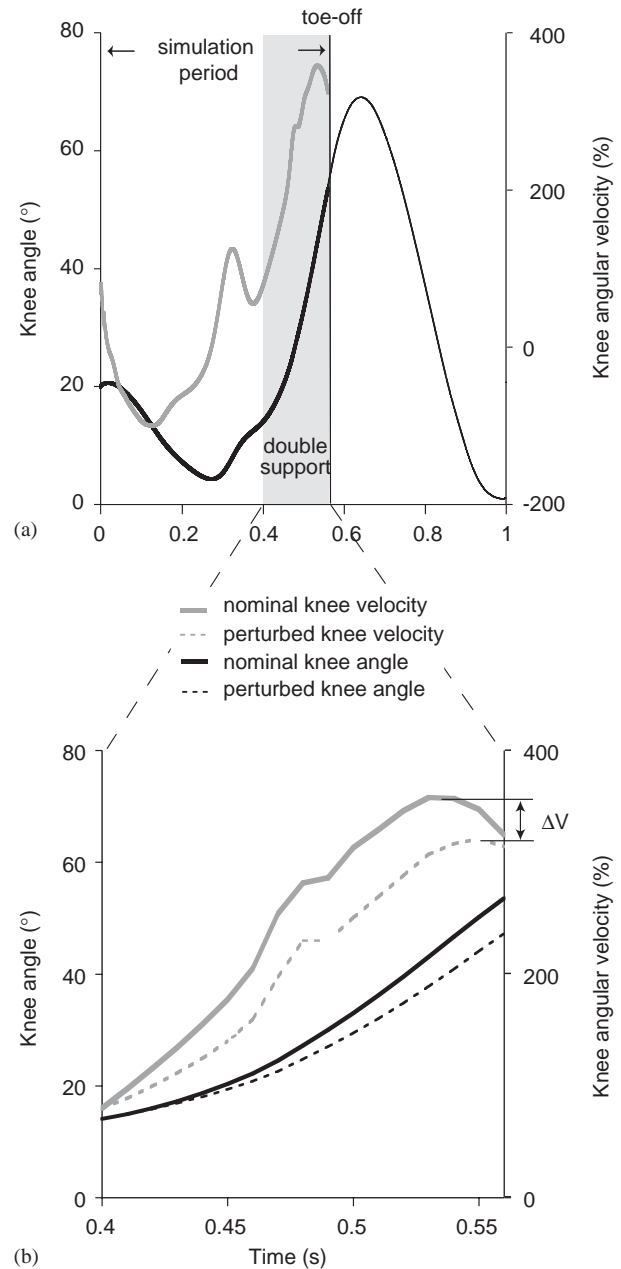 toe-off
80
400
simulation
period
60
200
Knee angle (°)
Knee angular velocity (%)
40
0
20
double
support
0
-200
(a)
0
0.2
0.4
0.6
0.8
1
nominal knee velocity
perturbed knee velocity
nominal knee angle
perturbed knee angle
80
400
ΔV
60
Knee angle (°)
Knee angular velocity (%)
40
200
20
0
0
0.4
0.45
0.5
0.55
(b)
Time (s)